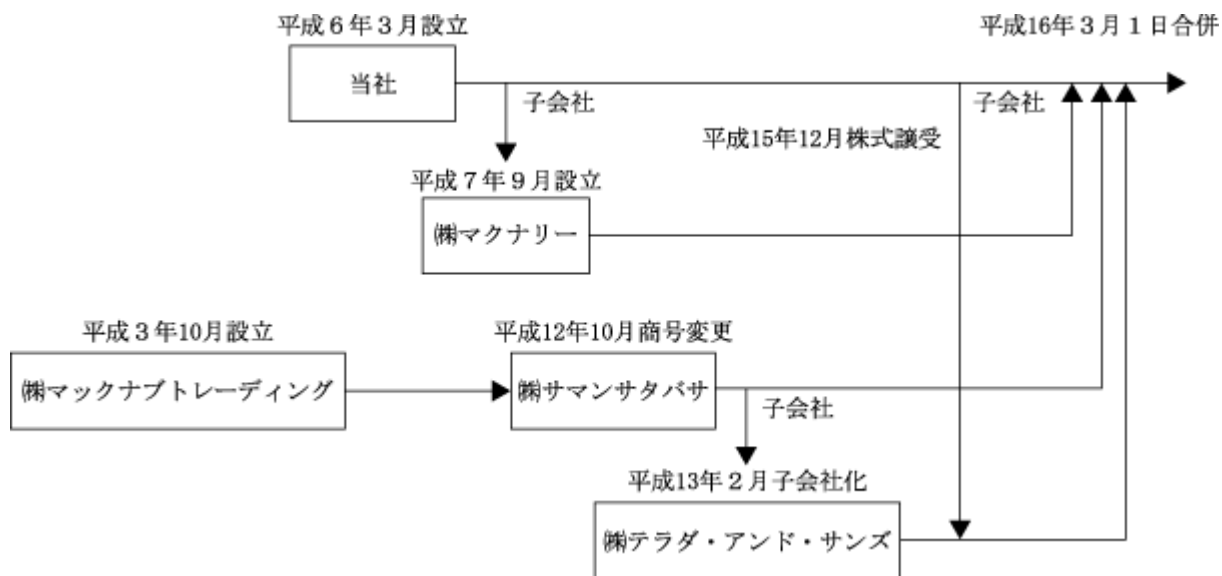 平成６年３月設立
平成16年３月１日合併
当社
子会社
子会社
平成15年12月株式譲受
平成７年９月設立
㈱マクナリー
平成３年10月設立
平成12年10月商号変更
㈱マックナブトレーディング
㈱サマンサタバサ
子会社
平成13年２月子会社化
㈱テラダ・アンド・サンズ